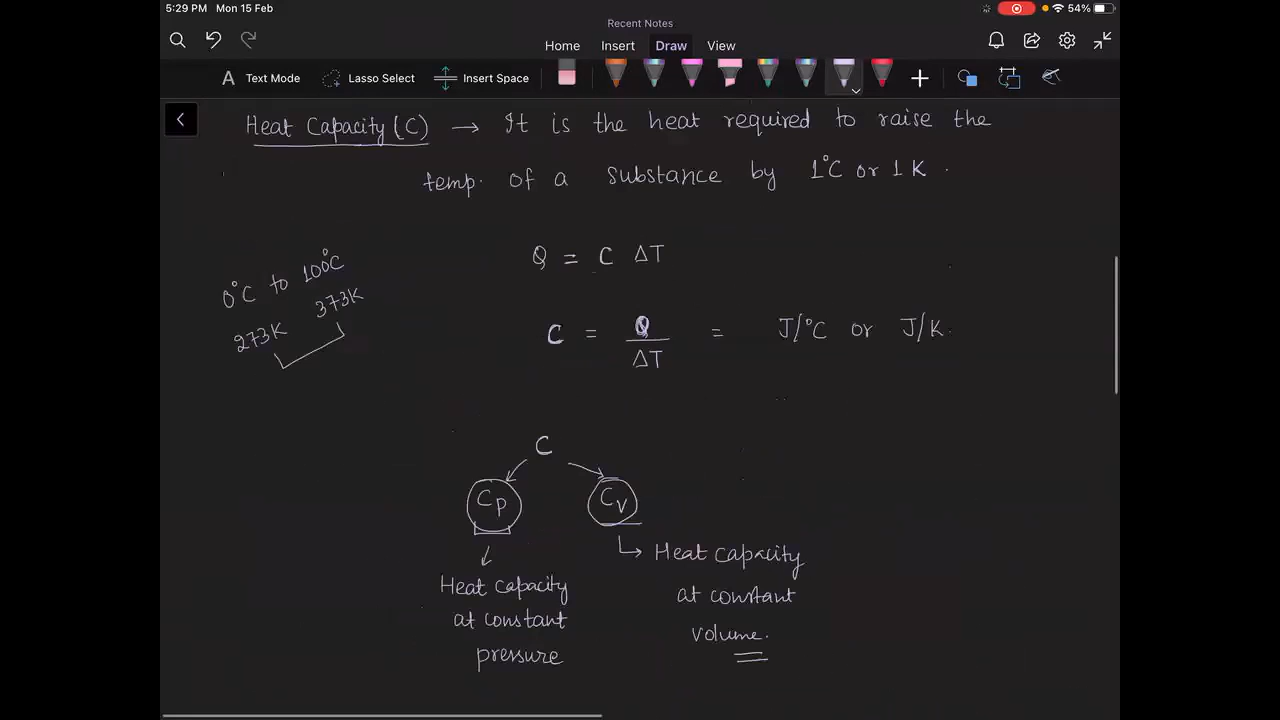 5:29 PM Mon 15 Feb
54%
Recent Notes
Home Insert Draw View
Text Mode Lasso Select Insert Space
Heat Capacity (C) → It is the heat required to raise the
temp. of a substance by 1°C or 1 K.
Q = C ΔT
0°C to 100°C
273K 373K
C = Q/ΔT = J/°C or J/K.
C
Cp Cv
Heat capacity
at constant
pressure
Heat capacity
at constant
volume.